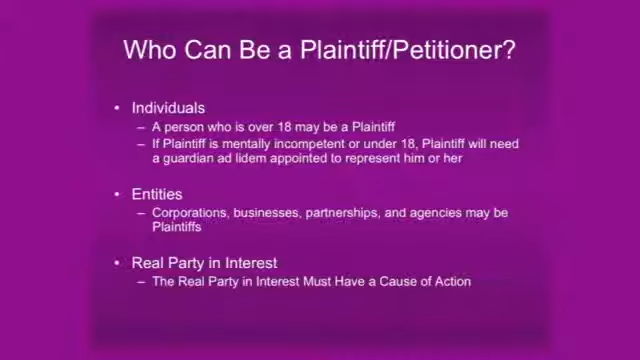 Who Can Be a Plaintiff/Petitioner?
• Individuals
– A person who is over 18 may be a Plaintiff
– If Plaintiff is mentally incompetent or under 18, Plaintiff will need
a guardian ad lidem appointed to represent him or her
• Entities
– Corporations, businesses, partnerships, and agencies may be
Plaintiffs
• Real Party in Interest
– The Real Party in Interest Must Have a Cause of Action